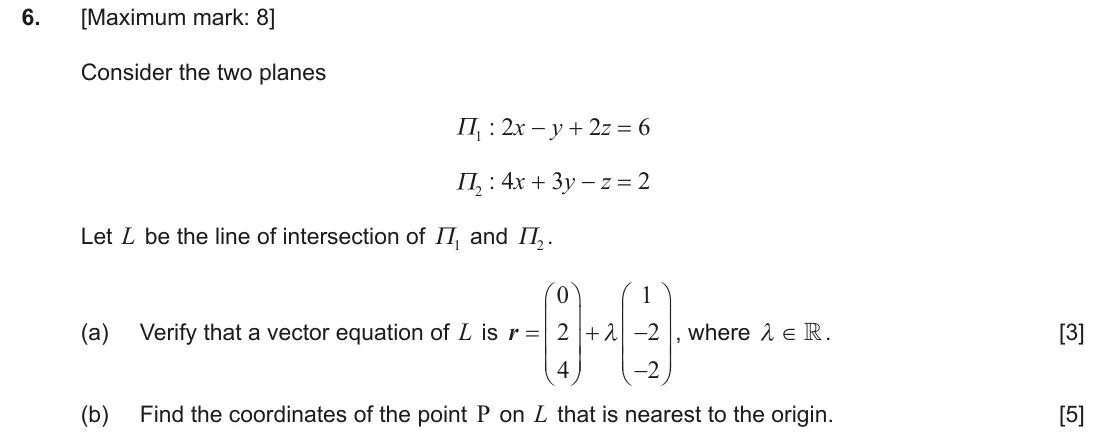 6. [Maximum mark: 8]
Consider the two planes
Π₁ : 2x − y + 2z = 6
Π₂ : 4x + 3y − z = 2
Let L be the line of intersection of Π₁ and Π₂.
(a) Verify that a vector equation of L is r = (0 2 4) + λ (1 −2 −2), where λ ∈ ℝ. [3]
(b) Find the coordinates of the point P on L that is nearest to the origin. [5]